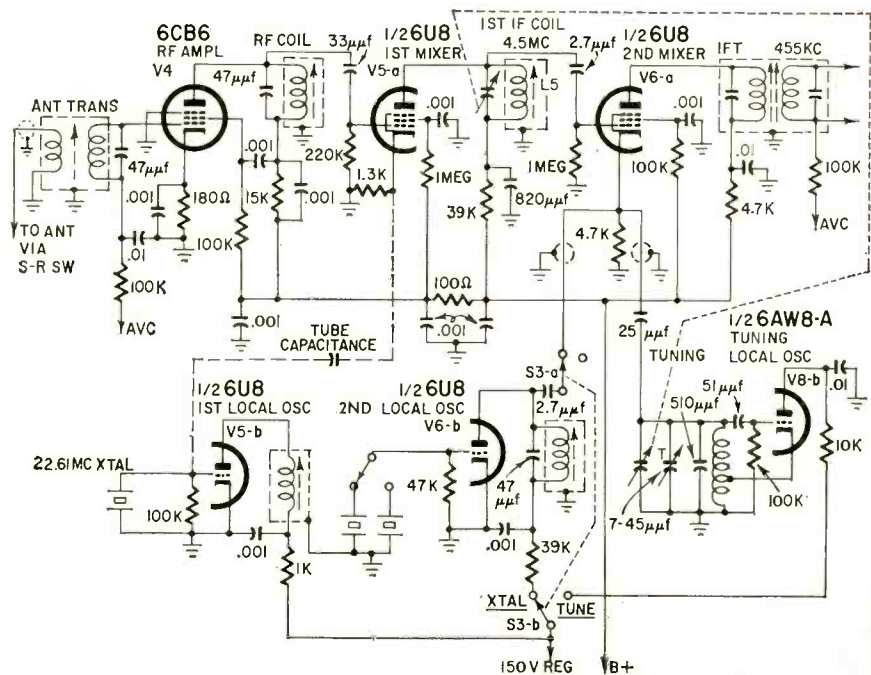 6CB6
RF AMPL
V4
47µµf
RF COIL
33µµf
1/2 6U8
1ST MIXER
V5-a
1ST IF COIL
4.5MC
2.7µµf
1/2 6U8
2ND MIXER
V6-a
IFT
455KC
ANT TRANS
.001
L5
.001
47µµf
.001
180Ω
.001
15K
.001
220K
1.3K
1MEG
39K
820µµf
1MEG
100K
.01
4.7K
100K
AVC
TO ANT
VIA
S-R SW
.01
100K
AVC
100K
.001
100Ω
.001
4.7K
TUBE
CAPACITANCE
25
µµf
TUNING
1/2 6AW8-A
TUNING
LOCAL OSC
V8-b
.01
1/2 6U8
1ST LOCAL OSC
V5-b
1/2 6U8
2ND LOCAL OSC
V6-b
S3-a
2.7µµf
51µµf
510µµf
T
10K
22.61MC XTAL
100K
.001
1K
47K
47
µµf
.001
39K
7-45µµf
100K
XTAL
TUNE
S3-b
150V REG
B+